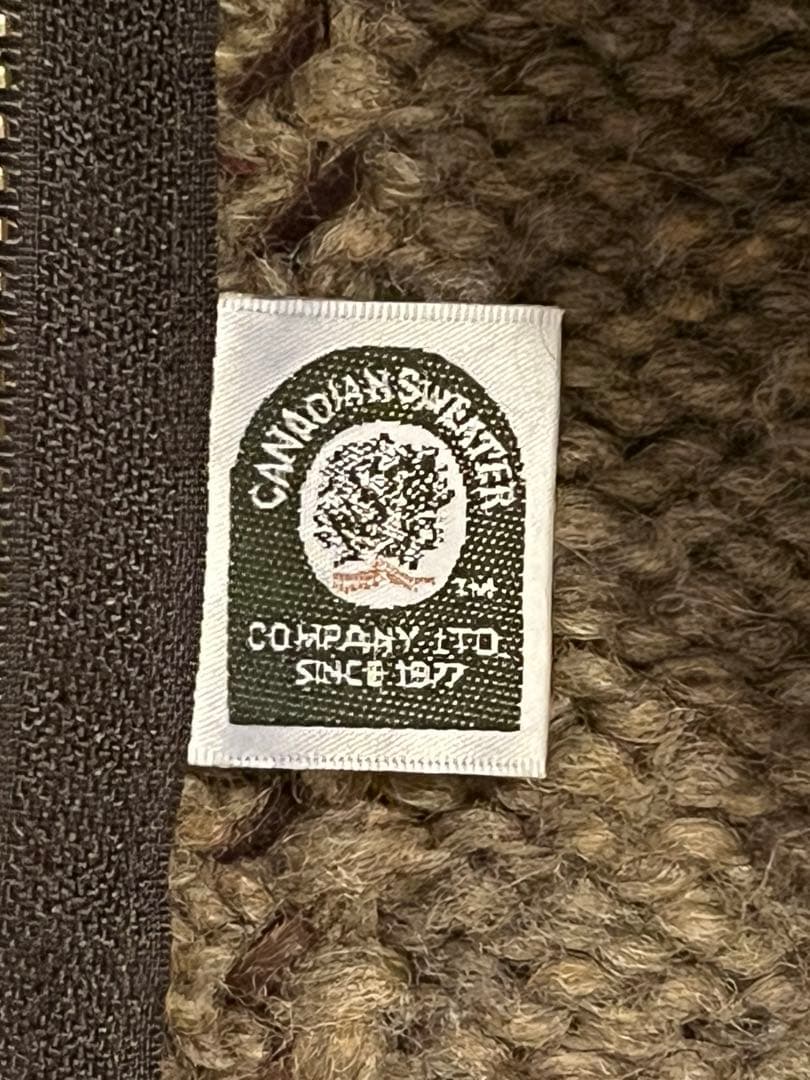 CANADIAN SWEATER
TM
COMPANY LTD.
SINCE 1977